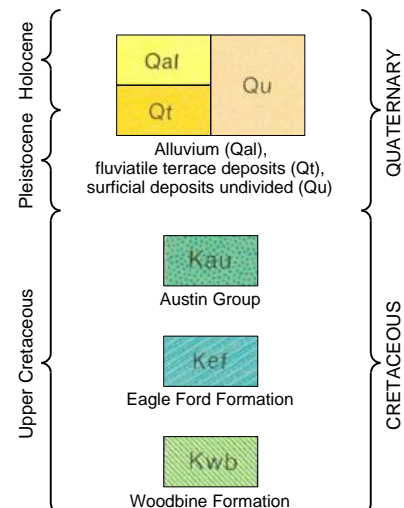 Holocene
Pleistocene
Upper Cretaceous
Qal
Qt
Qu
Alluvium (Qal),
fluviatile terrace deposits (Qt),
surficial deposits undivided (Qu)
Kau
Austin Group
Kef
Eagle Ford Formation
Kwb
Woodbine Formation
QUATERNARY
CRETACEOUS